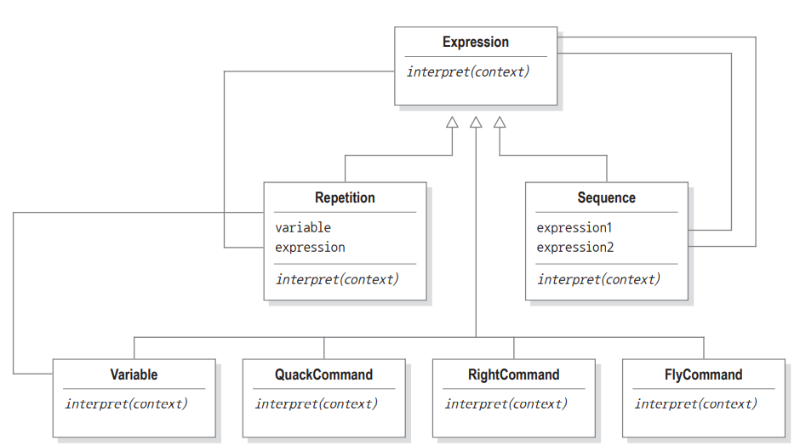 Expression
interpret(context)
Repetition
variable
expression
interpret(context)
Sequence
expression1
expression2
interpret(context)
Variable
interpret(context)
QuackCommand
interpret(context)
RightCommand
interpret(context)
FlyCommand
interpret(context)